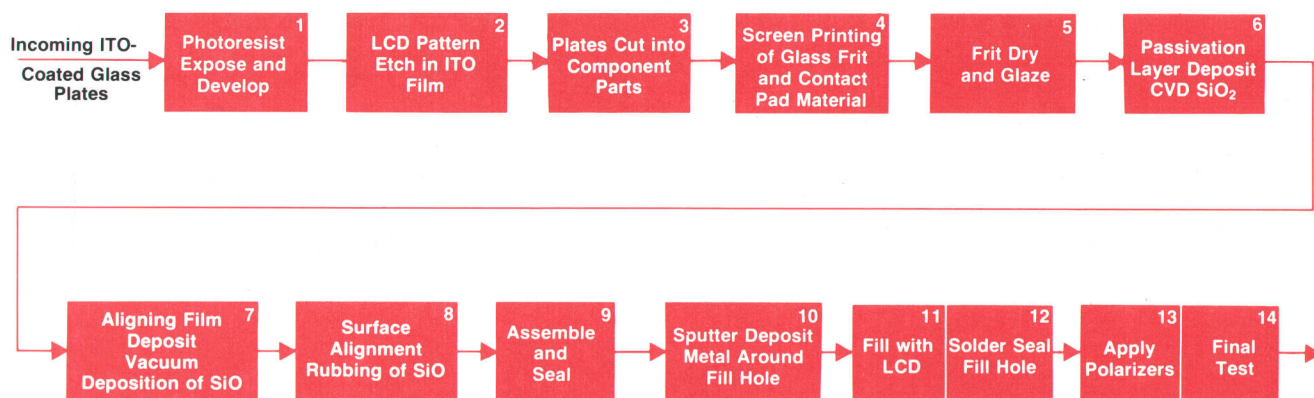 Incoming ITO-
Coated Glass
Plates
1
Photoresist
Expose and
Develop
2
LCD Pattern
Etch in ITO
Film
3
Plates Cut into
Component
Parts
4
Screen Printing
of Glass Frit
and Contact
Pad Material
5
Frit Dry
and Glaze
6
Passivation
Layer Deposit
CVD SiO₂
7
Aligning Film
Deposit
Vacuum
Deposition of SiO
8
Surface
Alignment
Rubbing of SiO
9
Assemble
and
Seal
10
Sputter Deposit
Metal Around
Fill Hole
11
Fill with
LCD
12
Solder Seal
Fill Hole
13
Apply
Polarizers
14
Final
Test